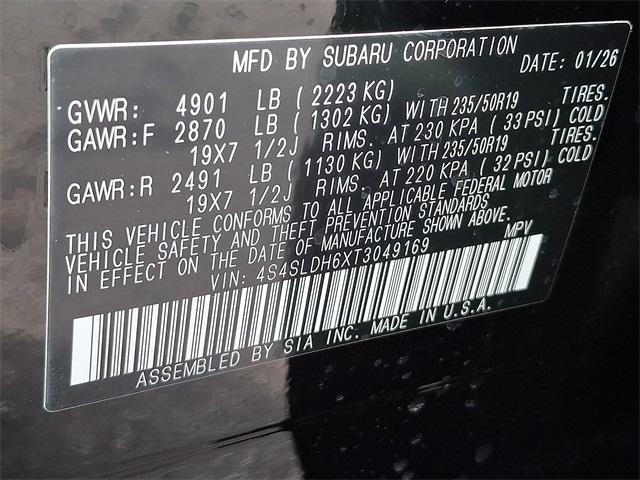 MFD BY SUBARU CORPORATION DATE: 01/26
GVWR: 4901 LB ( 2223 KG)
GAWR:F 2870 LB ( 1302 KG) WITH 235/50R19 TIRES.
19X7 1/2J RIMS. AT 230 KPA ( 33 PSI) COLD
GAWR:R 2491 LB ( 1130 KG) WITH 235/50R19 TIRES.
19X7 1/2J RIMS. AT 220 KPA ( 32 PSI) COLD
THIS VEHICLE CONFORMS TO ALL APPLICABLE FEDERAL MOTOR
VEHICLE SAFETY AND THEFT PREVENTION STANDARDS
IN EFFECT ON THE DATE OF MANUFACTURE SHOWN ABOVE.
VIN: 4S4SLDH6XT3049169 MPV
ASSEMBLED BY SIA INC. MADE IN U.S.A.